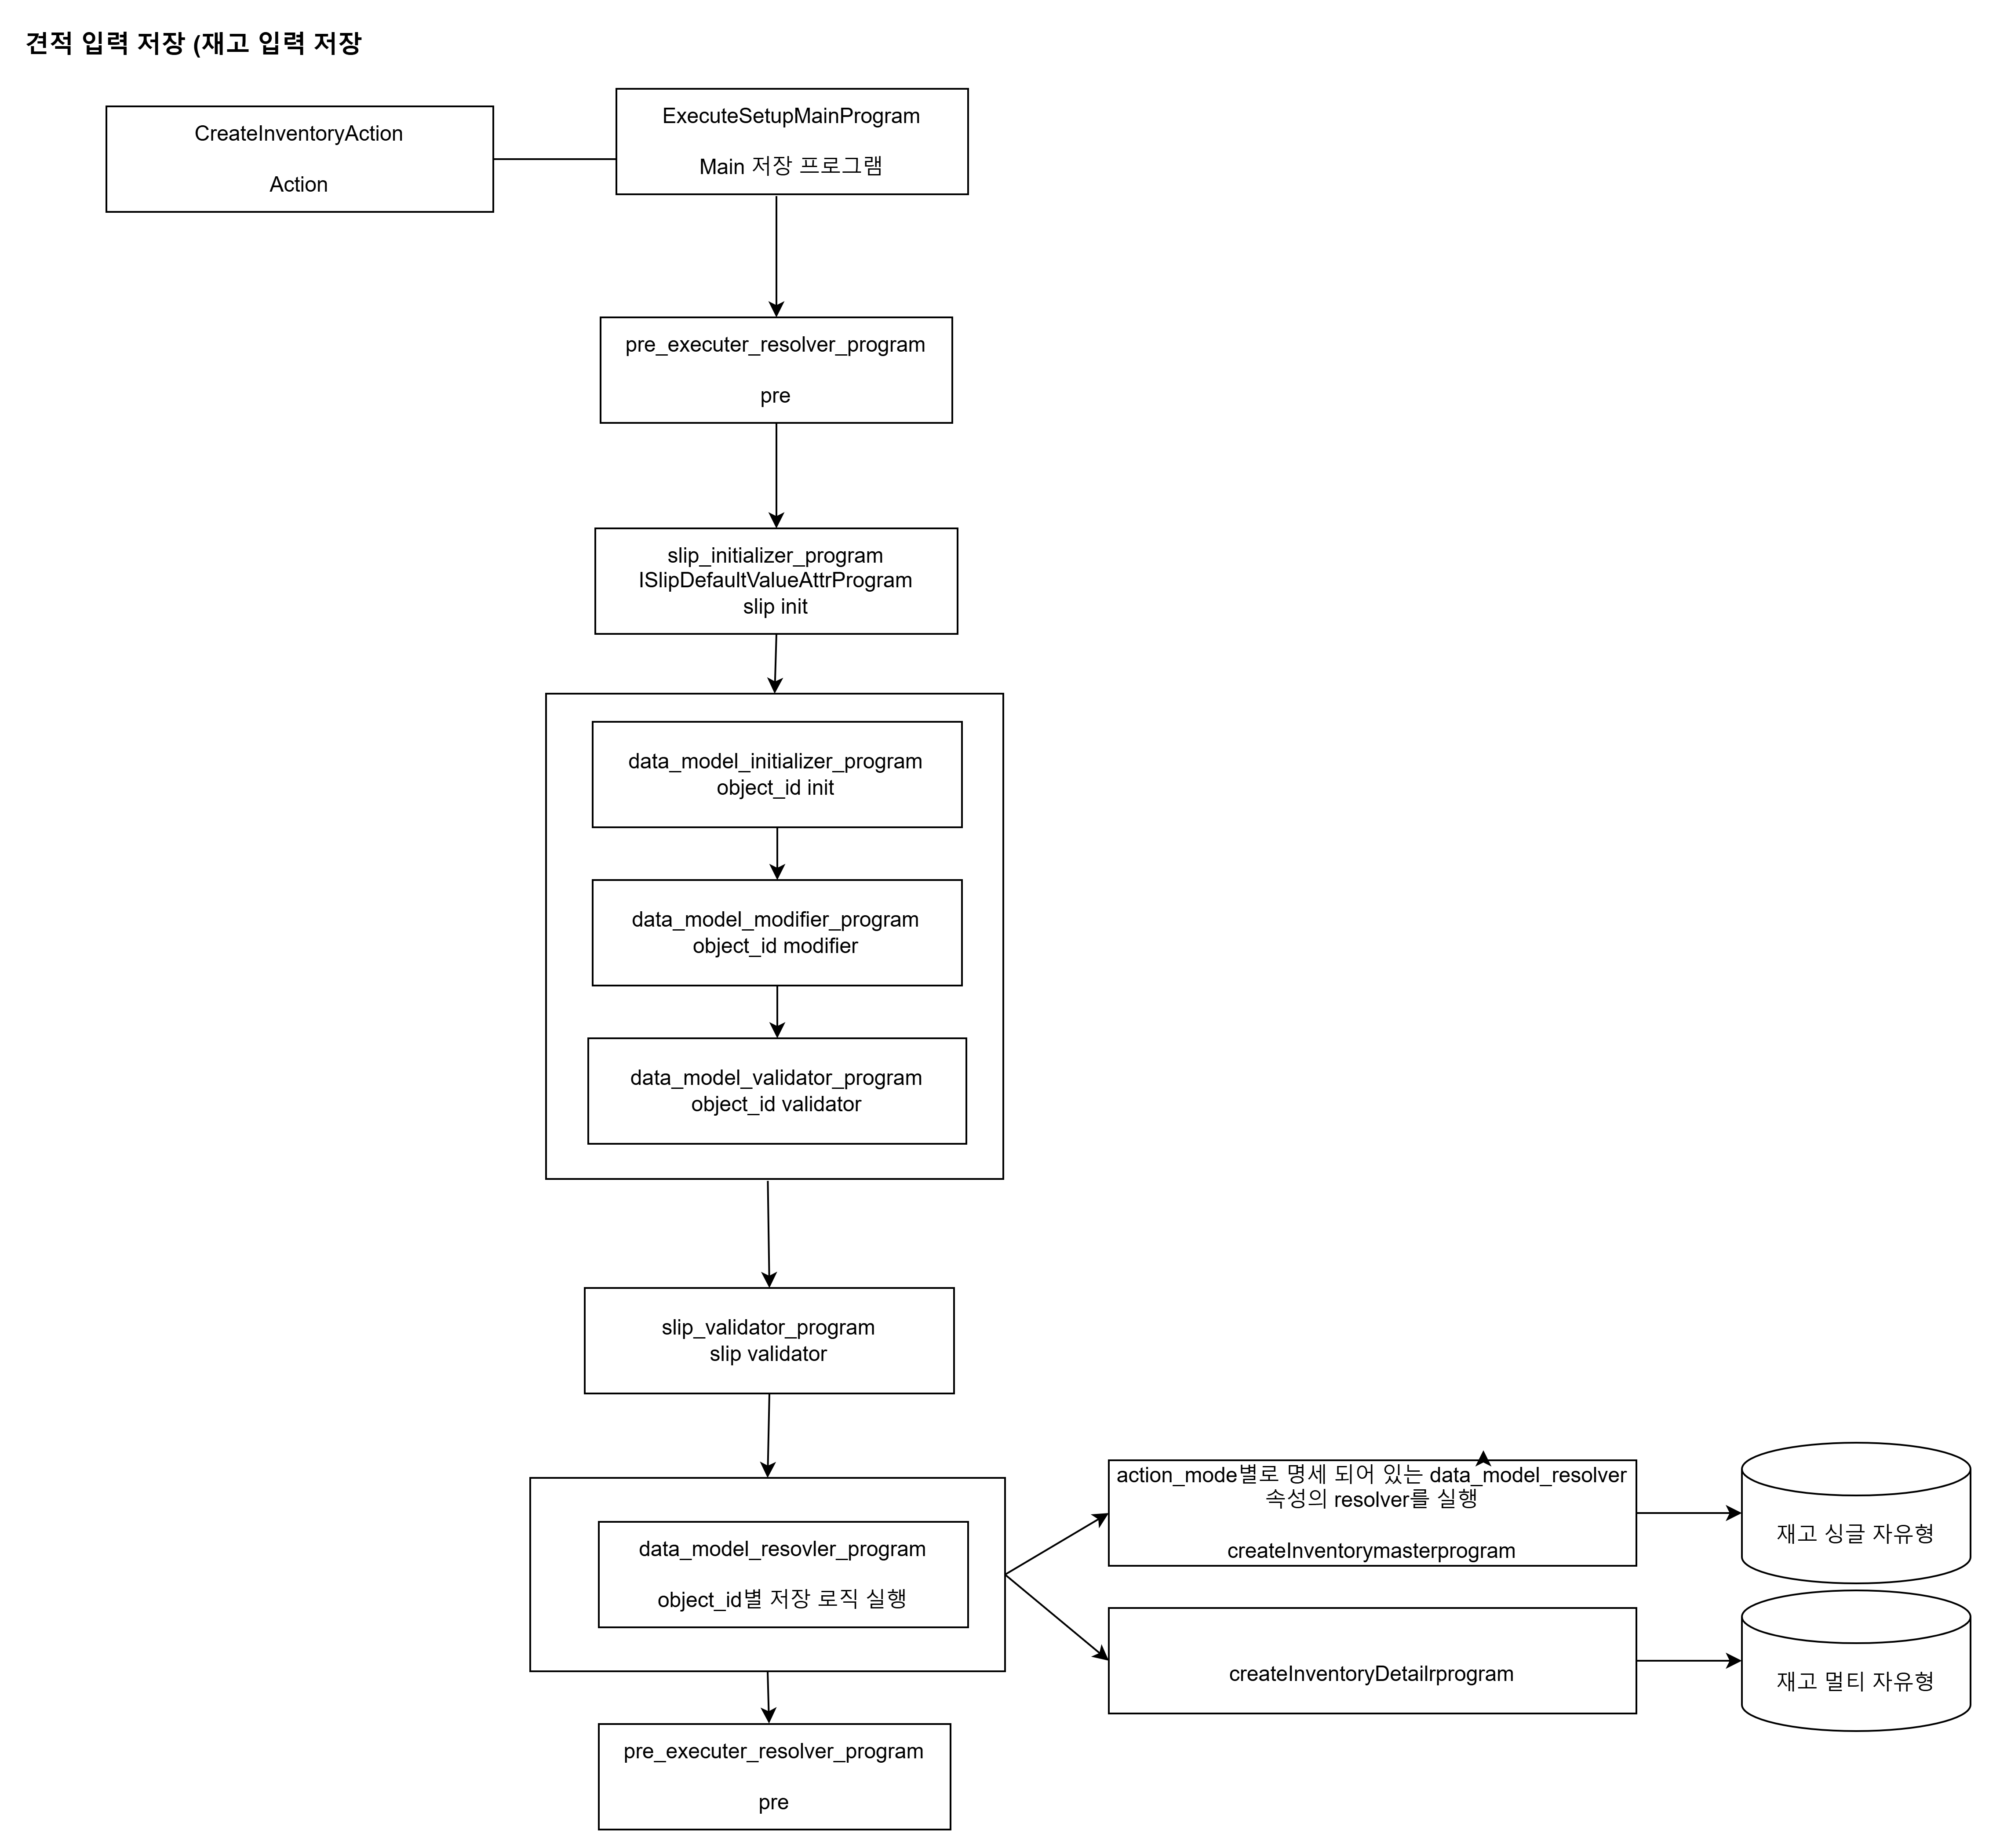 견적 입력 저장 (재고 입력 저장
CreateInventoryAction
Action
ExecuteSetupMainProgram
Main 저장 프로그램
pre_executer_resolver_program
pre
slip_initializer_program
ISlipDefaultValueAttrProgram
slip init
data_model_initializer_program
object_id init
data_model_modifier_program
object_id modifier
data_model_validator_program
object_id validator
slip_validator_program
slip validator
data_model_resovler_program
object_id별 저장 로직 실행
action_mode별로 명세 되어 있는 data_model_resolver
속성의 resolver를 실행
createInventorymasterprogram
재고 싱글 자유형
createInventoryDetailrprogram
재고 멀티 자유형
pre_executer_resolver_program
pre